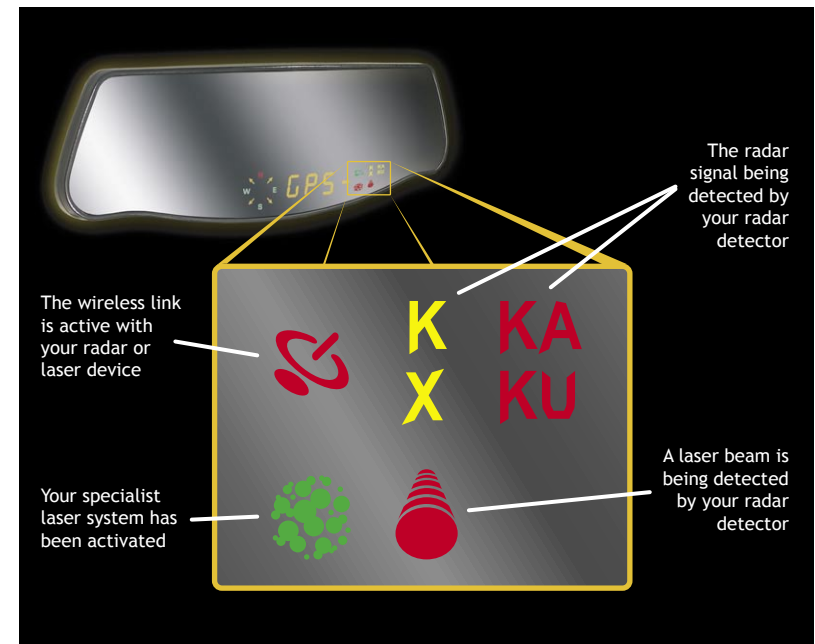 The radar
signal being
detected by
your radar
detector
W E
S
GPS-
The wireless link
is active with
your radar or
laser device
K KA
X KU
Your specialist
laser system has
been activated
A laser beam is
being detected
by your radar
detector